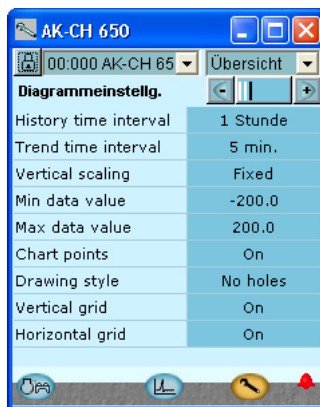 AK-CH 650
00:000 AK-CH 65 Übersicht
Diagrammeinstellg.
History time interval 1 Stunde
Trend time interval 5 min.
Vertical scaling Fixed
Min data value -200.0
Max data value 200.0
Chart points On
Drawing style No holes
Vertical grid On
Horizontal grid On